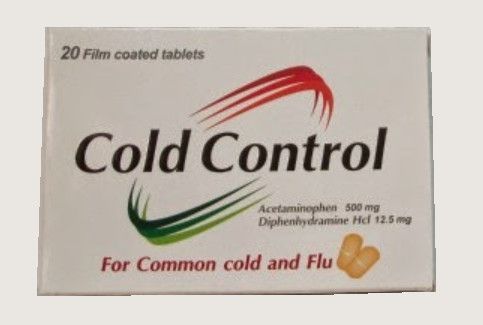 20 Film coated tablets
Cold Control
Acetaminophen 500 mg
Diphenhydramine Hcl 12.5 mg
For Common cold and Flu